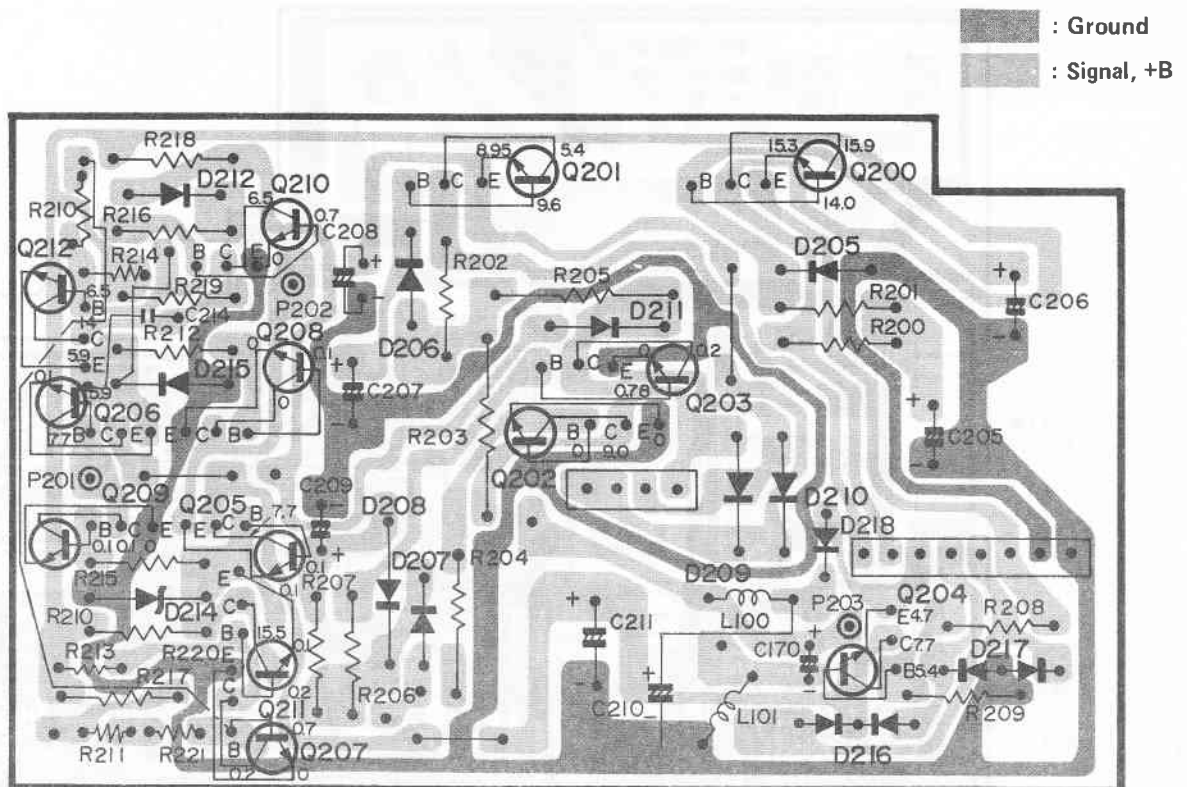 : Ground
: Signal, +B
R218
D212
Q210
6.5
0.7
C208
R210
R216
Q212
R214
B
C
E
0
+
-
R219
P202
6.5
B
C214
R212
Q208
5.9
C
E
0
0.1
D215
0.1
5.9
Q206
7.7
B
C
E
E
C
B
0
+
C207
-
D206
R202
8.95
5.4
Q201
B
C
E
9.6
15.3
15.9
Q200
B
C
E
14.0
D205
R201
R200
+
C206
-
+
C205
-
R205
D211
C
E
0
0.2
B
0.78
Q203
R203
B
C
E
0
0
9.0
Q202
P201
Q209
Q205
C209
-
+
B
C
E
0.1
0.1
0
E
C
B
7.7
0.1
0.1
D208
D207
R204
D210
D218
D209
R215
E
R207
D214
C
R210
B
15.5
0.1
R213
R220
E
0.2
R217
C
R206
Q211
0.7
R211
R221
B
Q207
0.2
0
+
C211
-
+
C210
-
L100
L101
+
C170
-
P203
Q204
E4.7
C7.7
B5.4
R208
D217
R209
D216